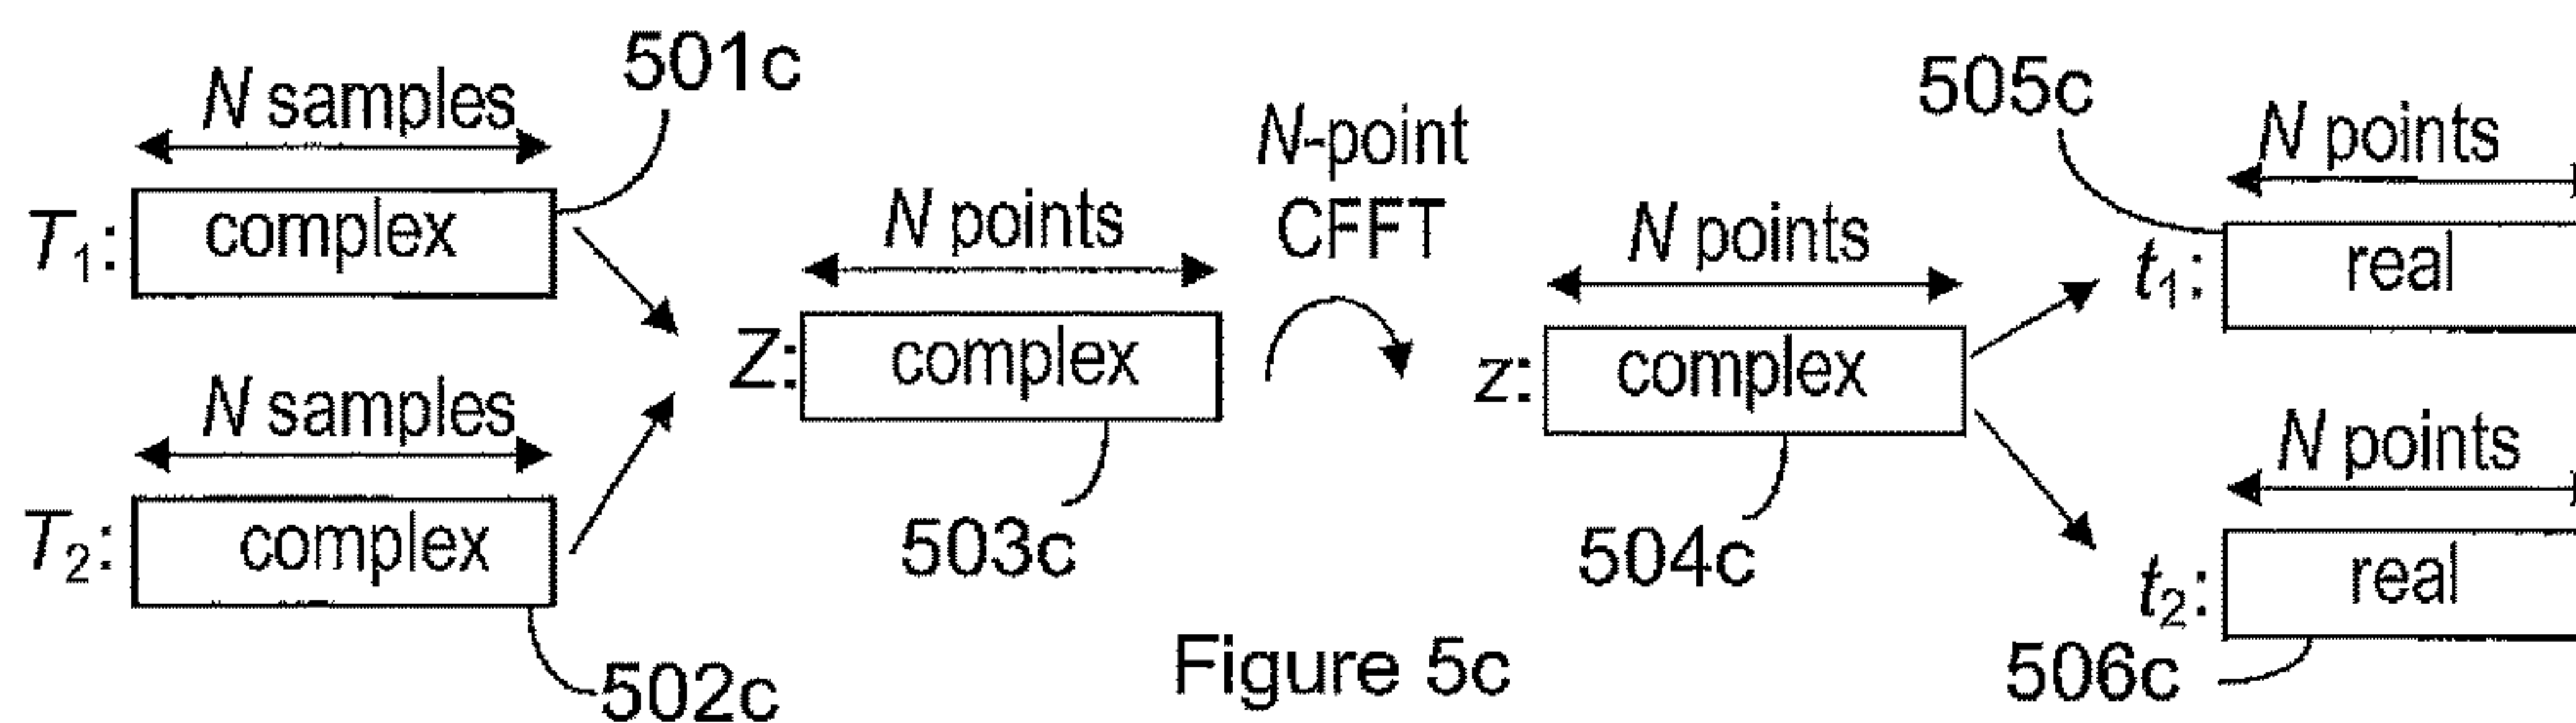 501c
N samples
T1: complex
N samples
T2: complex
502c
N points
Z: complex
503c
N-point
CFFT
N points
z: complex
504c
505c
N points
t1: real
N points
t2: real
506c
Figure 5c